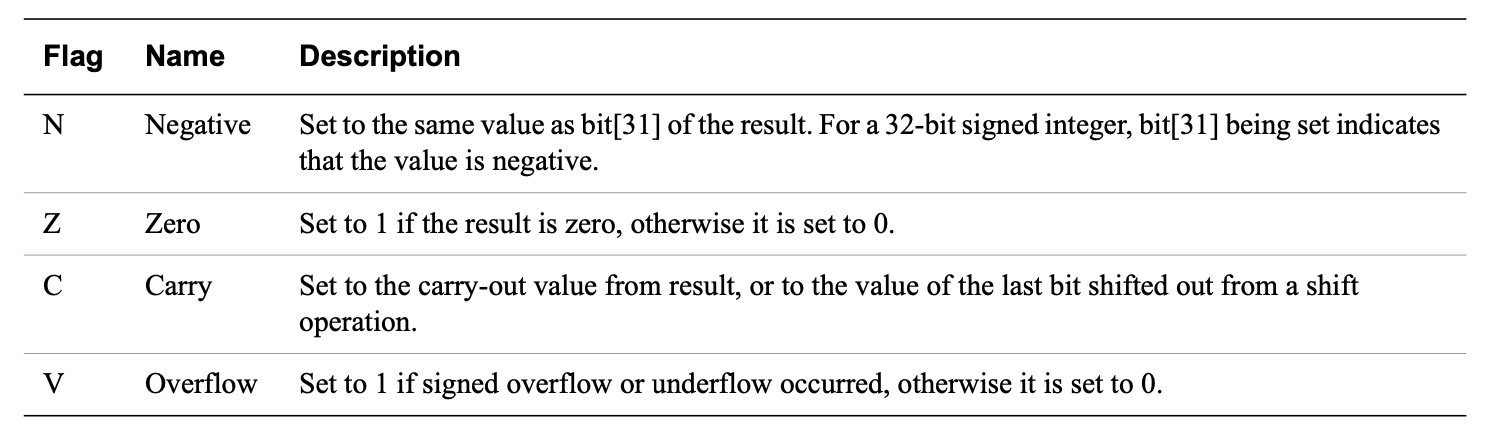 Flag Name Description
N Negative Set to the same value as bit[31] of the result. For a 32-bit signed integer, bit[31] being set indicates
that the value is negative.
Z Zero Set to 1 if the result is zero, otherwise it is set to 0.
C Carry Set to the carry-out value from result, or to the value of the last bit shifted out from a shift
operation.
V Overflow Set to 1 if signed overflow or underflow occurred, otherwise it is set to 0.